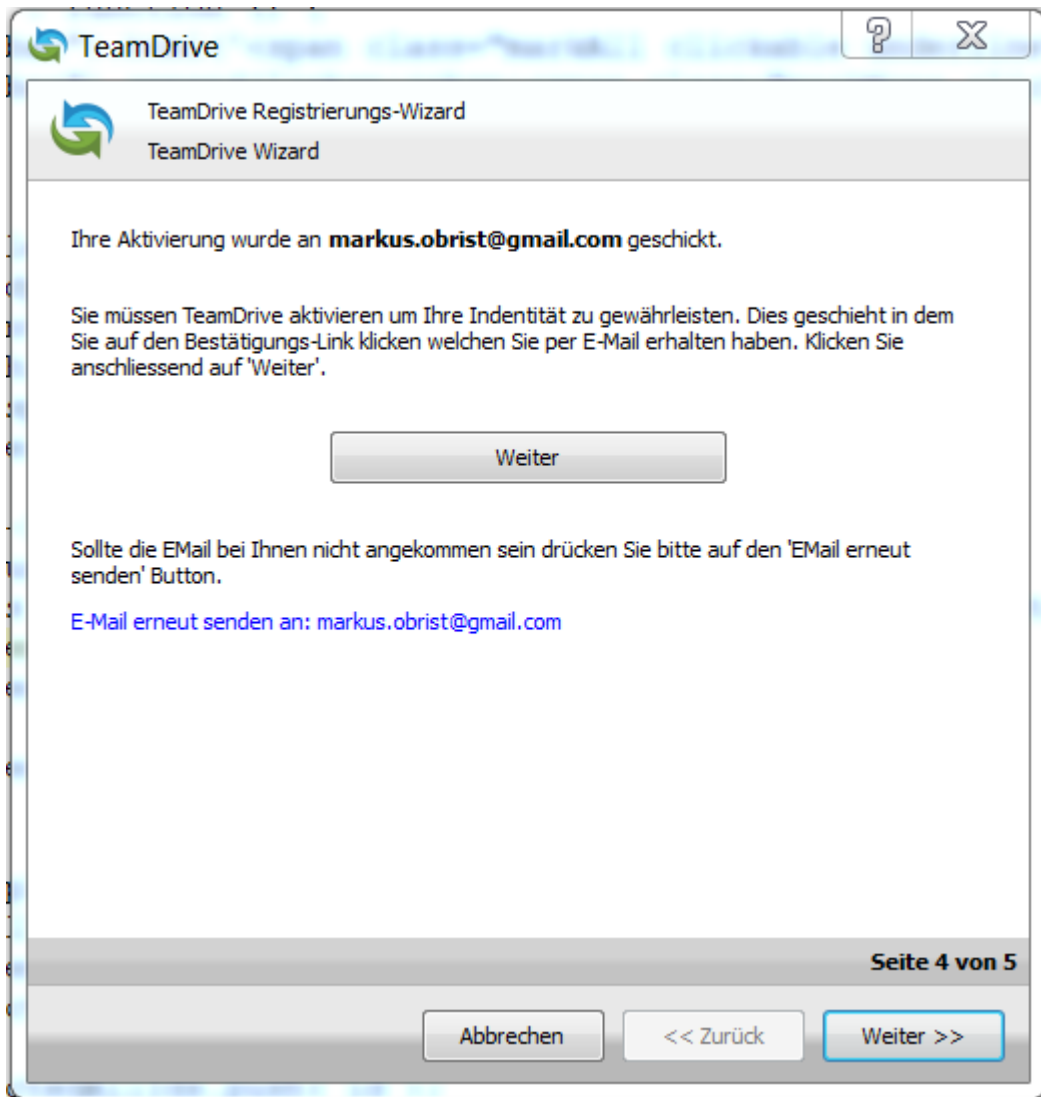 TeamDrive
TeamDrive Registrierungs-Wizard
TeamDrive Wizard
Ihre Aktivierung wurde an markus.obrist@gmail.com geschickt.
Sie müssen TeamDrive aktivieren um Ihre Indentität zu gewährleisten. Dies geschieht in dem
Sie auf den Bestätigungs-Link klicken welchen Sie per E-Mail erhalten haben. Klicken Sie
anschliessend auf 'Weiter'.
Weiter
Sollte die EMail bei Ihnen nicht angekommen sein drücken Sie bitte auf den 'EMail erneut
senden' Button.
E-Mail erneut senden an: markus.obrist@gmail.com
Seite 4 von 5
Abbrechen
<< Zurück
Weiter >>